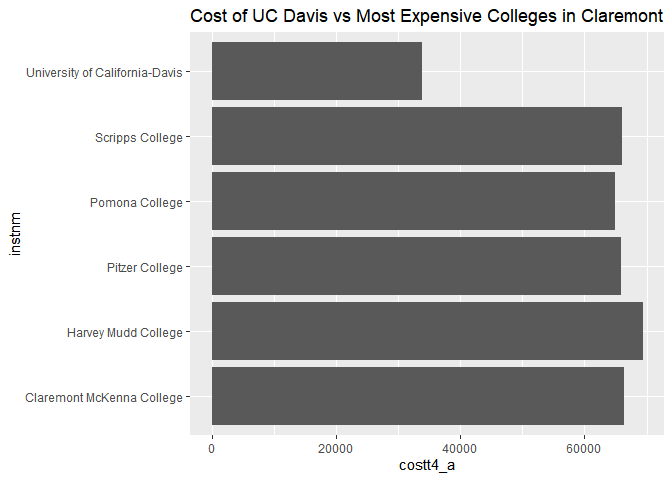 Cost of UC Davis vs Most Expensive Colleges in Claremont
University of California-Davis
Scripps College
Pomona College
Pitzer College
Harvey Mudd College
Claremont McKenna College
instnm
0 20000 40000 60000
costt4_a